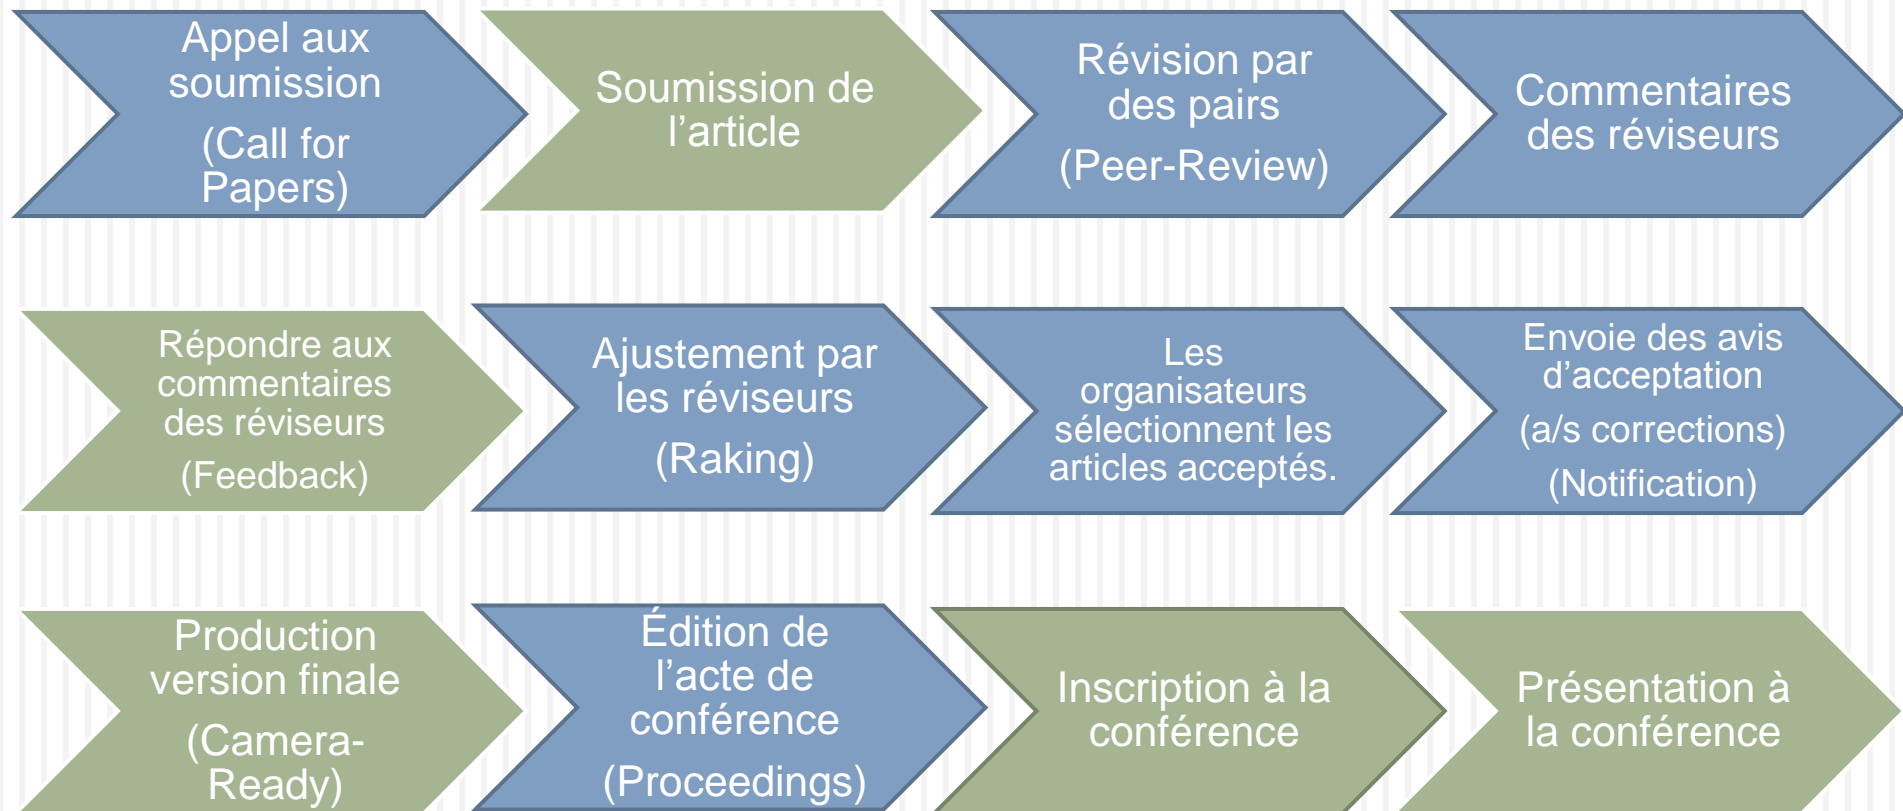 Appel aux
soumission
(Call for
Papers)
Soumission de
l’article
Révision par
des pairs
(Peer-Review)
Commentaires
des réviseurs
Répondre aux
commentaires
des réviseurs
(Feedback)
Ajustement par
les réviseurs
(Raking)
Les
organisateurs
sélectionnent les
articles acceptés.
Envoie des avis
d’acceptation
(a/s corrections)
(Notification)
Production
version finale
(Camera-
Ready)
Édition de
l’acte de
conférence
(Proceedings)
Inscription à la
conférence
Présentation à
la conférence